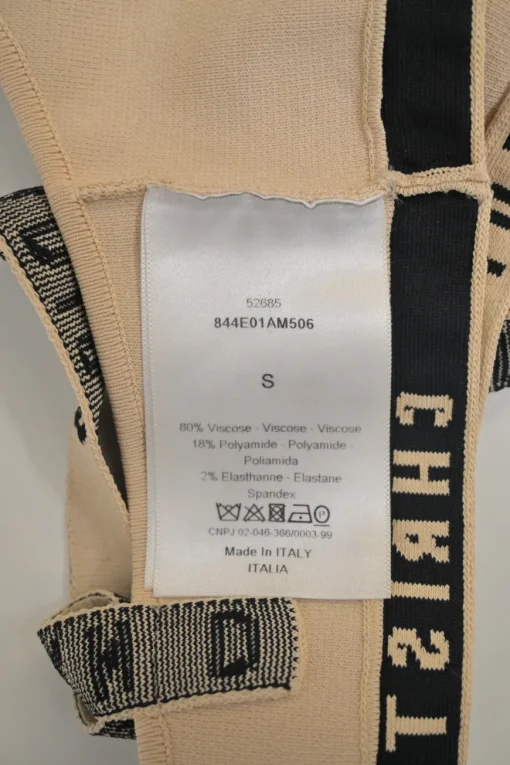 52685
844E01AM506
S
80% Viscose - Viscose - Viscose
18% Polyamide - Polyamide -
Poliamida
2% Elasthanne - Elastane
Spandex
CNPJ 02-046-366/0003-99
Made In ITALY
ITALIA
CHRIST